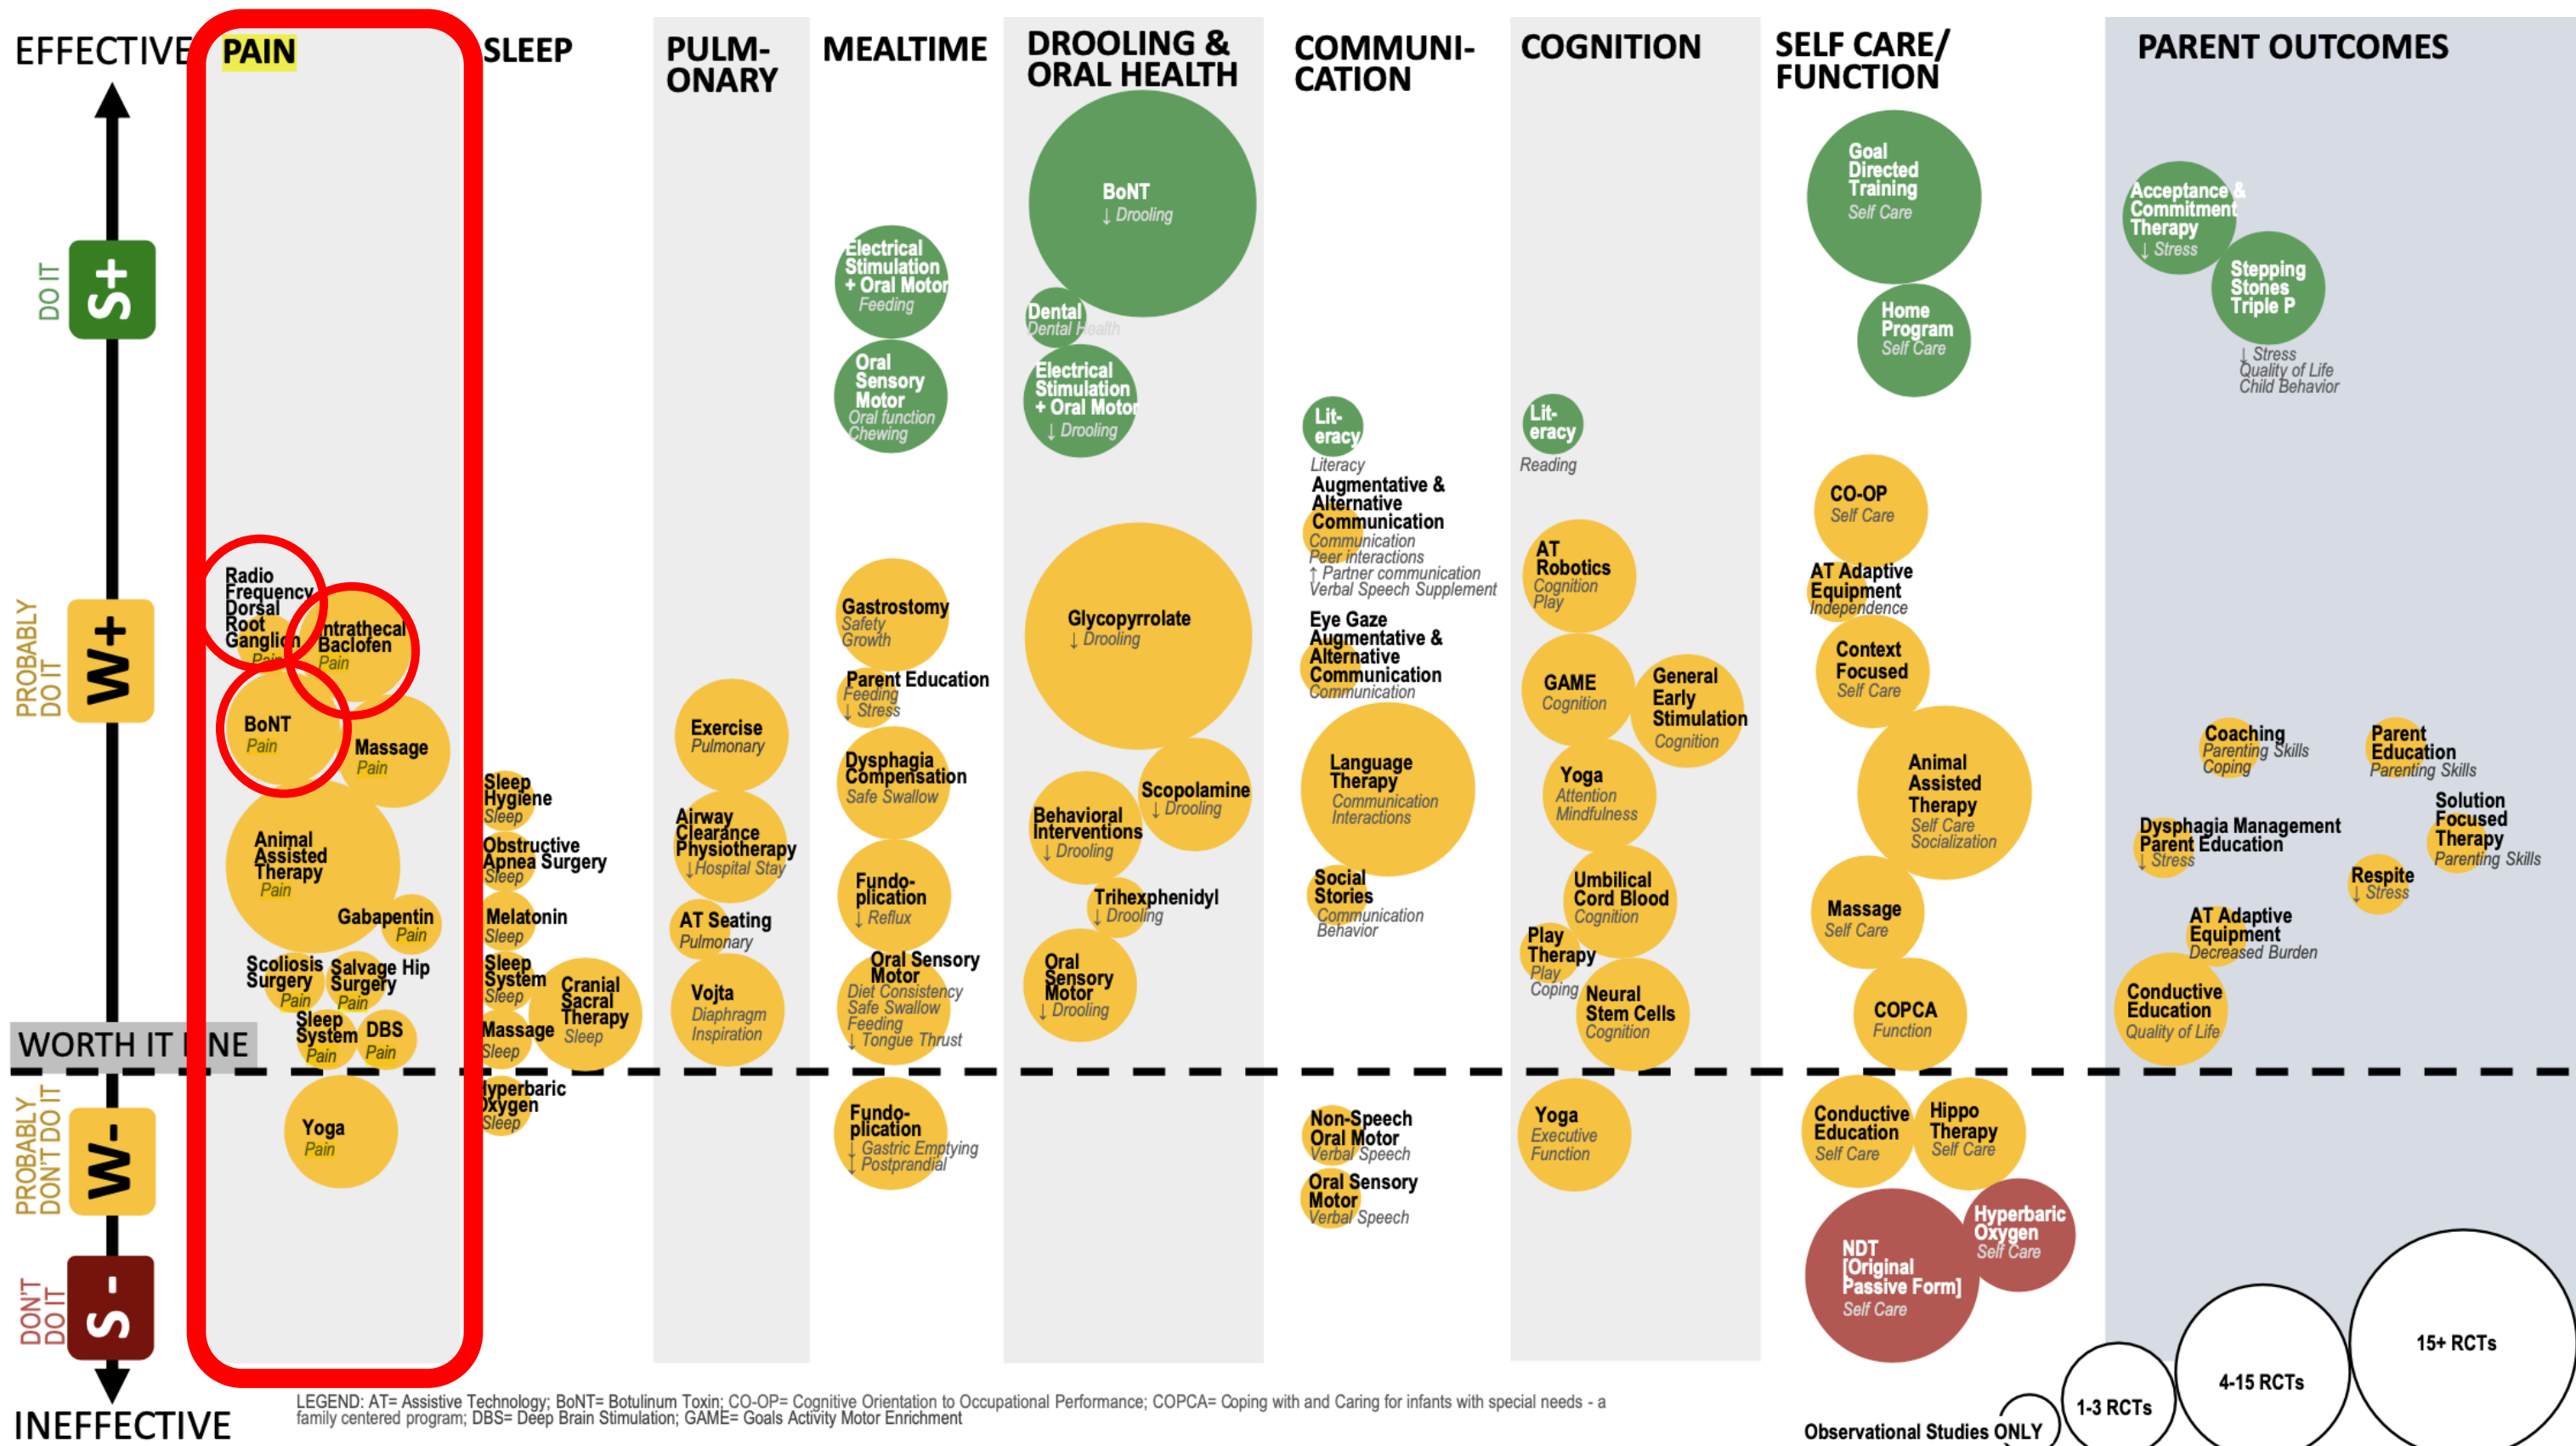 EFFECTIVE
DO IT
S+
PROBABLY
DO IT
W+
WORTH IT LINE
PROBABLY
DON'T DO IT
W-
DON'T
DO IT
S -
INEFFECTIVE
PAIN
Radio
Frequency
Dorsal
Root
Ganglion
Pain
Intrathecal
Baclofen
Pain
BoNT
Pain
Massage
Pain
Animal
Assisted
Therapy
Pain
Gabapentin
Pain
Scoliosis
Surgery
Pain
Salvage Hip
Surgery
Pain
Sleep
System
Pain
DBS
Pain
Yoga
Pain
SLEEP
Sleep
Hygiene
Sleep
Obstructive
Apnea Surgery
Sleep
Melatonin
Sleep
Sleep
System
Sleep
Cranial
Sacral
Therapy
Sleep
Massage
Sleep
Hyperbaric
Oxygen
Sleep
PULM-
ONARY
Exercise
Pulmonary
Airway
Clearance
Physiotherapy
↓Hospital Stay
AT Seating
Pulmonary
Vojta
Diaphragm
Inspiration
MEALTIME
Electrical
Stimulation
+ Oral Motor
Feeding
Oral
Sensory
Motor
Oral function
Chewing
Gastrostomy
Safety
Growth
Parent Education
Feeding
↓ Stress
Dysphagia
Compensation
Safe Swallow
Fundo-
plication
↓ Reflux
Oral Sensory
Motor
Diet Consistency
Safe Swallow
Feeding
↓ Tongue Thrust
Fundo-
plication
↓ Gastric Emptying
↓ Postprandial
DROOLING &
ORAL HEALTH
BoNT
↓ Drooling
Dental
Dental Health
Electrical
Stimulation
+ Oral Motor
↓ Drooling
Glycopyrrolate
↓ Drooling
Scopolamine
↓ Drooling
Behavioral
Interventions
↓ Drooling
Trihexphenidyl
↓ Drooling
Oral
Sensory
Motor
↓ Drooling
COMMUNI-
CATION
Lit-
eracy
Literacy
Augmentative &
Alternative
Communication
Communication
Peer interactions
↑ Partner communication
Verbal Speech Supplement
Eye Gaze
Augmentative &
Alternative
Communication
Communication
Language
Therapy
Communication
Interactions
Social
Stories
Communication
Behavior
Non-Speech
Oral Motor
Verbal Speech
Oral Sensory
Motor
Verbal Speech
COGNITION
Lit-
eracy
Reading
AT
Robotics
Cognition
Play
GAME
Cognition
General
Early
Stimulation
Cognition
Yoga
Attention
Mindfulness
Umbilical
Cord Blood
Cognition
Play
Therapy
Play
Coping
Neural
Stem Cells
Cognition
Yoga
Executive
Function
SELF CARE/
FUNCTION
Goal
Directed
Training
Self Care
Home
Program
Self Care
CO-OP
Self Care
AT Adaptive
Equipment
Independence
Context
Focused
Self Care
Animal
Assisted
Therapy
Self Care
Socialization
Massage
Self Care
COPCA
Function
Conductive
Education
Self Care
Hippo
Therapy
Self Care
NDT
[Original
Passive Form]
Self Care
Hyperbaric
Oxygen
Self Care
PARENT OUTCOMES
Acceptance &
Commitment
Therapy
↓ Stress
Stepping
Stones
Triple P
↓ Stress
Quality of Life
Child Behavior
Coaching
Parenting Skills
Coping
Parent
Education
Parenting Skills
Solution
Focused
Therapy
Parenting Skills
Dysphagia Management
Parent Education
↓ Stress
Respite
↓ Stress
AT Adaptive
Equipment
Decreased Burden
Conductive
Education
Quality of Life
Observational Studies ONLY
1-3 RCTs
4-15 RCTs
15+ RCTs
LEGEND: AT= Assistive Technology; BoNT= Botulinum Toxin; CO-OP= Cognitive Orientation to Occupational Performance; COPCA= Coping with and Caring for infants with special needs - a
family centered program; DBS= Deep Brain Stimulation; GAME= Goals Activity Motor Enrichment